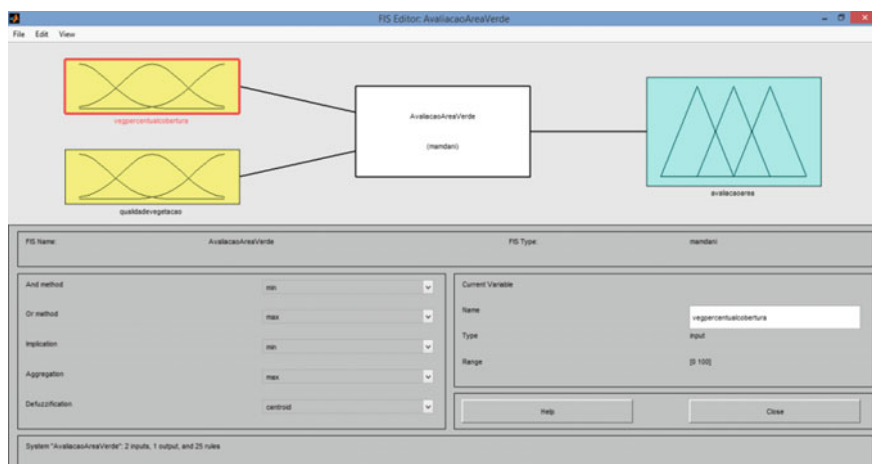 FIS Editor: AvaliacaoAreaVerde
File Edit View
vegpercentualcobertura
qualidadevegetacao
AvaliacaoAreaVerde
(mamdani)
avaliacaoarea
FIS Name: AvaliacaoAreaVerde FIS Type: mamdani
And method min
Or method max
Implication min
Aggregation max
Defuzzification centroid
Current Variable
Name vegpercentualcobertura
Type input
Range [0 100]
Help Close
System "AvaliacaoAreaVerde": 2 inputs, 1 output, and 25 rules